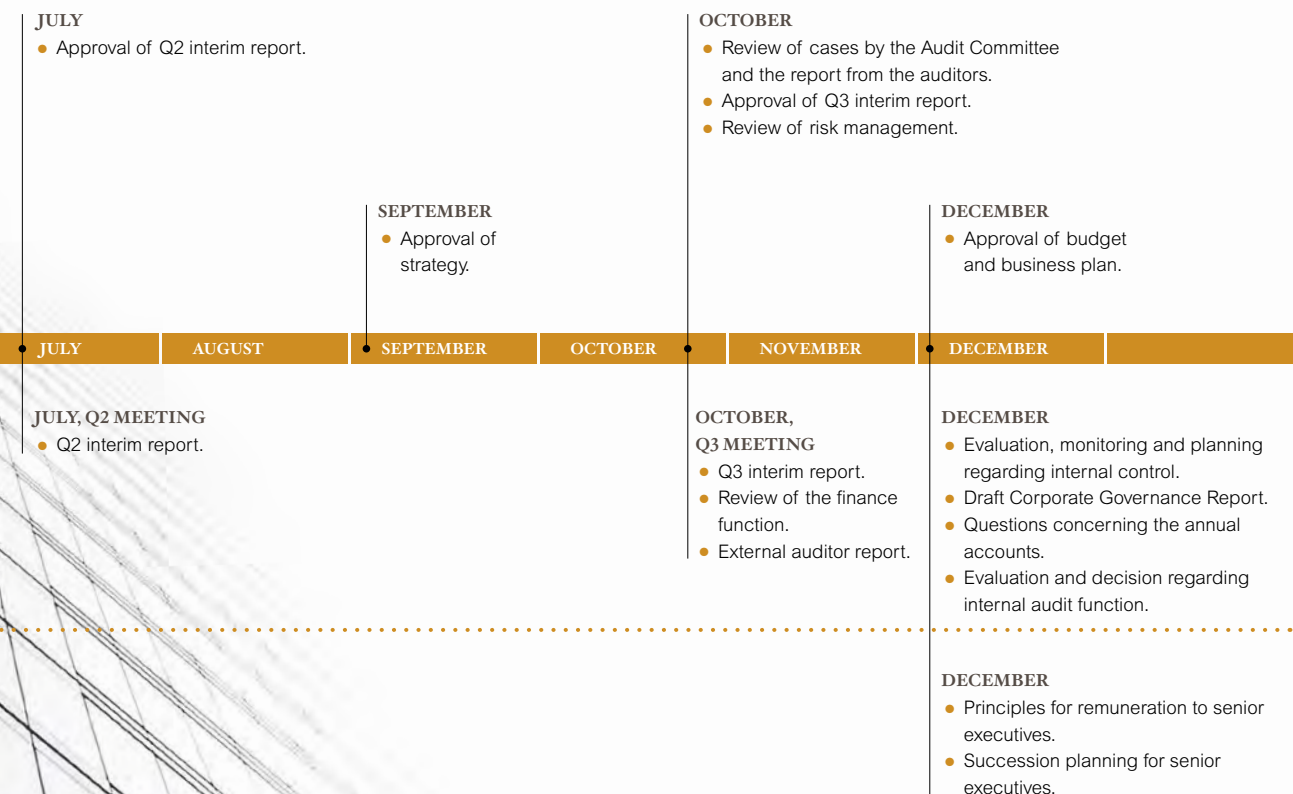 JULY
• Approval of Q2 interim report.
OCTOBER
• Review of cases by the Audit Committee
and the report from the auditors.
• Approval of Q3 interim report.
• Review of risk management.
SEPTEMBER
• Approval of
strategy.
DECEMBER
• Approval of budget
and business plan.
JULY AUGUST SEPTEMBER OCTOBER NOVEMBER DECEMBER
JULY, Q2 MEETING
• Q2 interim report.
OCTOBER,
Q3 MEETING
• Q3 interim report.
• Review of the finance
function.
• External auditor report.
DECEMBER
• Evaluation, monitoring and planning
regarding internal control.
• Draft Corporate Governance Report.
• Questions concerning the annual
accounts.
• Evaluation and decision regarding
internal audit function.
DECEMBER
• Principles for remuneration to senior
executives.
• Succession planning for senior
executives.